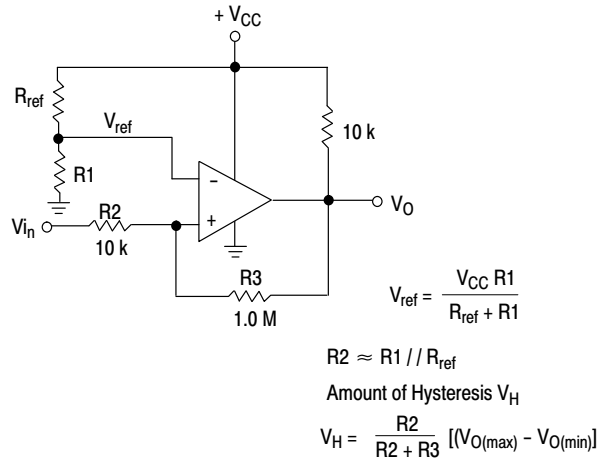 + VCC
Rref
Vref
10 k
R1
–
+
VO
Vin
R2
10 k
R3
1.0 M
Vref = VCC R1 / Rref + R1
R2 ≈ R1 // Rref
Amount of Hysteresis VH
VH = R2 / R2 + R3 [(VO(max) – VO(min)]